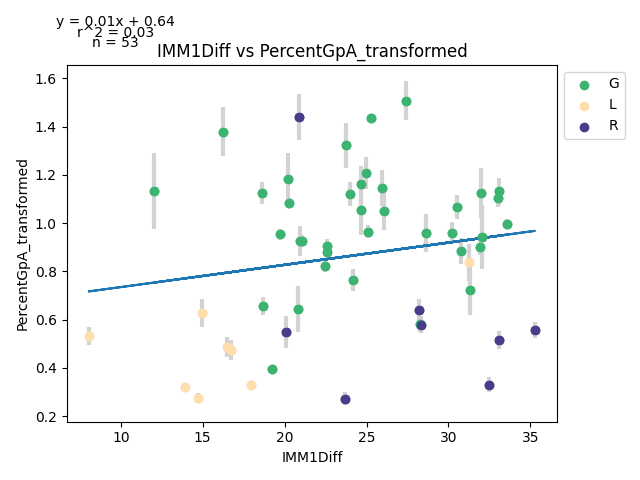 y = 0.01x + 0.64
r^2 = 0.03
n = 53
IMM1Diff vs PercentGpA_transformed
G
L
R
PercentGpA_transformed
1.6
1.4
1.2
1.0
0.8
0.6
0.4
0.2
10 15 20 25 30 35
IMM1Diff